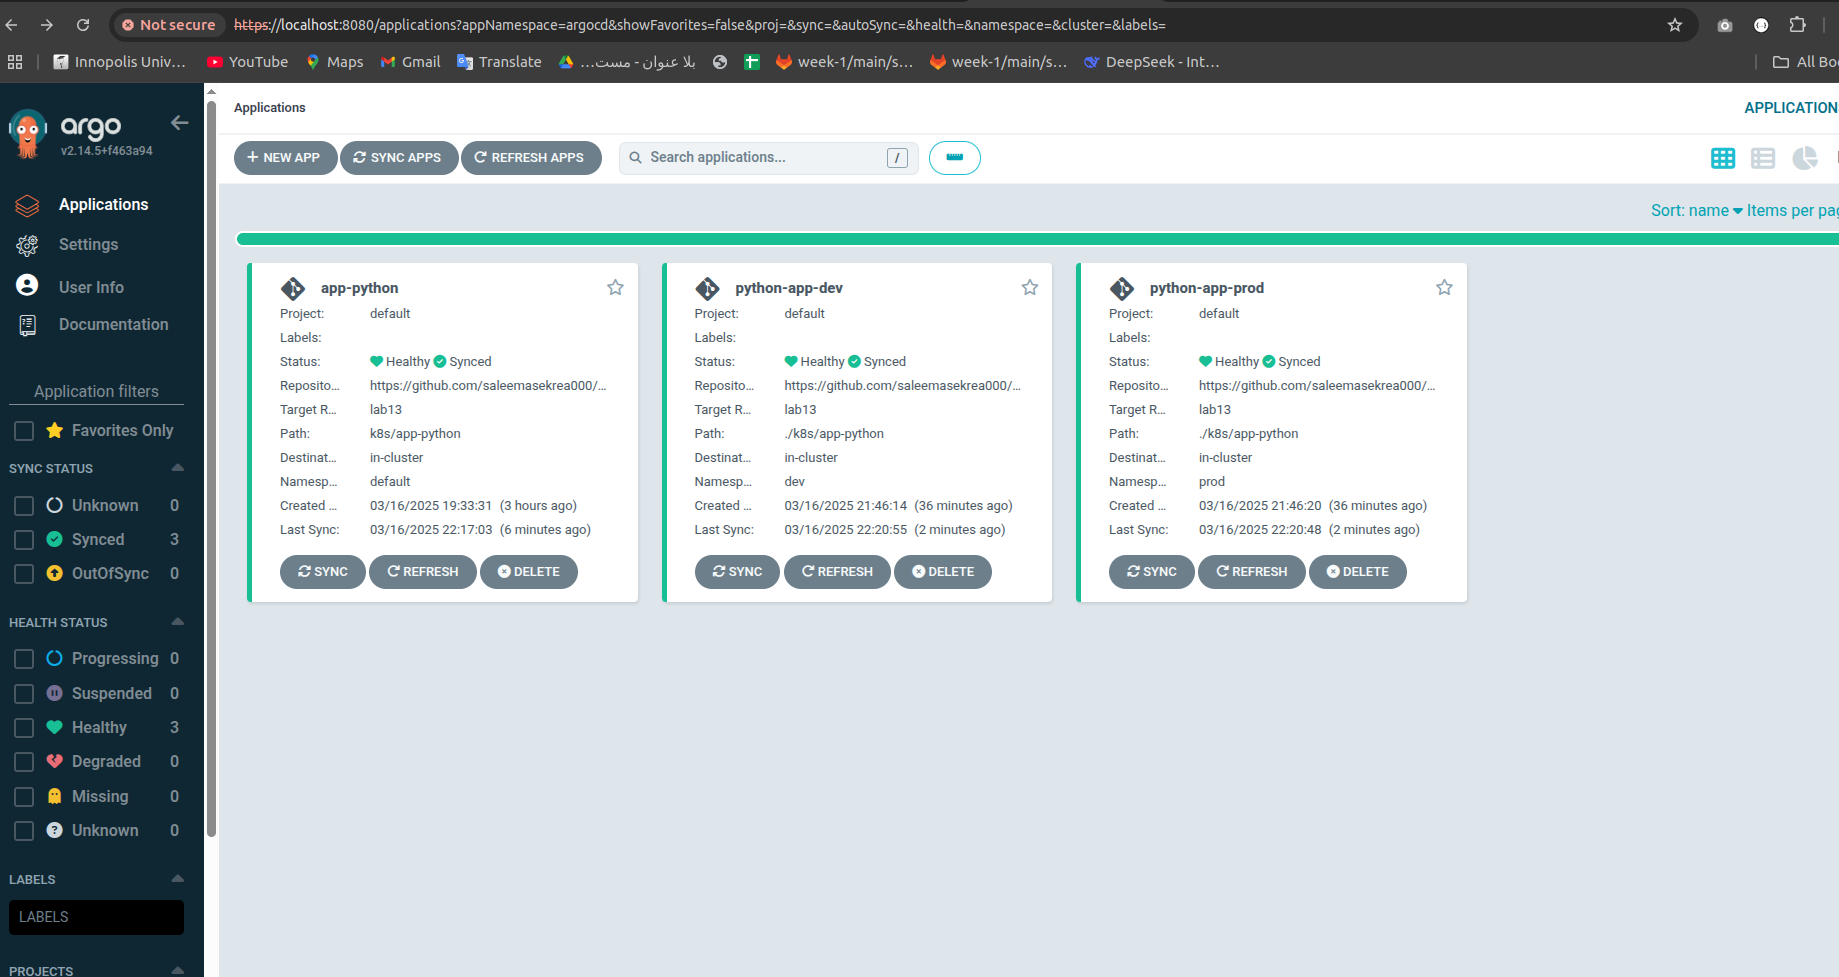 Not secure https://localhost:8080/applications?appNamespace=argocd&showFavorites=false&proj=&sync=&autoSync=&health=&namespace=&cluster=&labels=
Innopolis Univ... YouTube Maps Gmail Translate بلا عنوان - مست... week-1/main/s... week-1/main/s... DeepSeek - Int... All Bo
argo
v2.14.5+f463a94
Applications
Settings
User Info
Documentation
Application filters
Favorites Only
SYNC STATUS
Unknown 0
Synced 3
OutOfSync 0
HEALTH STATUS
Progressing 0
Suspended 0
Healthy 3
Degraded 0
Missing 0
Unknown 0
LABELS
LABELS
PROJECTS
Applications
APPLICATION
NEW APP SYNC APPS REFRESH APPS Search applications... /
Sort: name Items per pag
app-python
Project: default
Labels:
Status: Healthy Synced
Reposito... https://github.com/saleemasekrea000/...
Target R... lab13
Path: k8s/app-python
Destinat... in-cluster
Namesp... default
Created ... 03/16/2025 19:33:31 (3 hours ago)
Last Sync: 03/16/2025 22:17:03 (6 minutes ago)
SYNC REFRESH DELETE
python-app-dev
Project: default
Labels:
Status: Healthy Synced
Reposito... https://github.com/saleemasekrea000/...
Target R... lab13
Path: ./k8s/app-python
Destinat... in-cluster
Namesp... dev
Created ... 03/16/2025 21:46:14 (36 minutes ago)
Last Sync: 03/16/2025 22:20:55 (2 minutes ago)
SYNC REFRESH DELETE
python-app-prod
Project: default
Labels:
Status: Healthy Synced
Reposito... https://github.com/saleemasekrea000/...
Target R... lab13
Path: ./k8s/app-python
Destinat... in-cluster
Namesp... prod
Created ... 03/16/2025 21:46:20 (36 minutes ago)
Last Sync: 03/16/2025 22:20:48 (2 minutes ago)
SYNC REFRESH DELETE